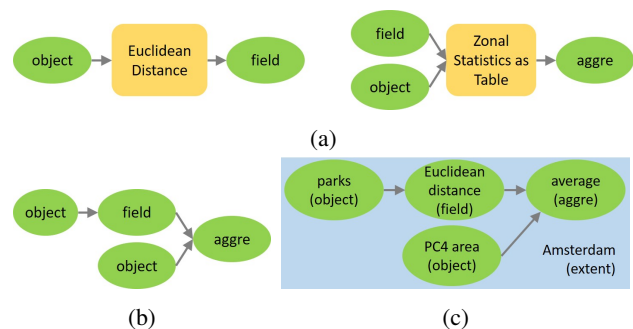 object
Euclidean
Distance
field
field
object
Zonal
Statistics as
Table
aggre
(a)
object
field
object
aggre
(b)
parks
(object)
Euclidean
distance
(field)
average
(aggre)
PC4 area
(object)
Amsterdam
(extent)
(c)